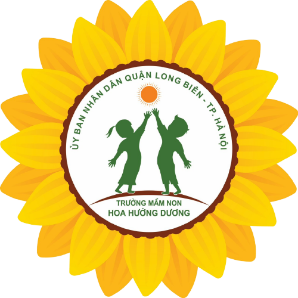 ỦY BAN NHÂN DÂN QUẬN LONG BIÊN - TP. HÀ NỘI
TRƯỜNG MẦM NON
HOA HƯỚNG DƯƠNG